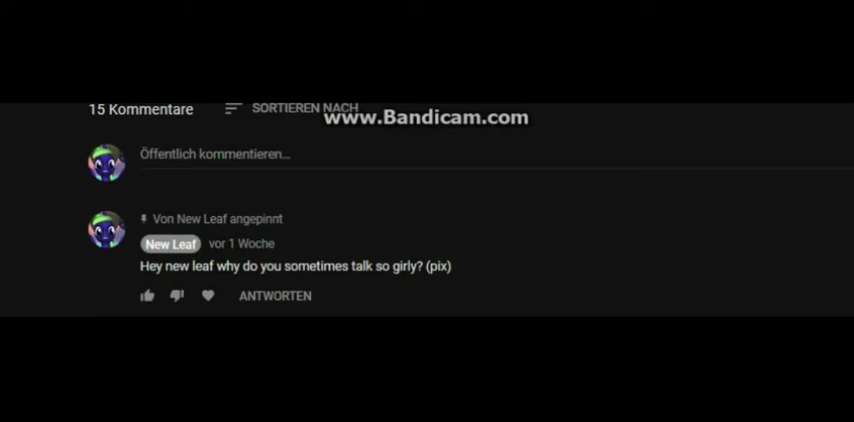 15 Kommentare
SORTIEREN NACH
www.Bandicam.com
Öffentlich kommentieren...
Von New Leaf angepinnt
New Leaf vor 1 Woche
Hey new leaf why do you sometimes talk so girly? (pix)
ANTWORTEN